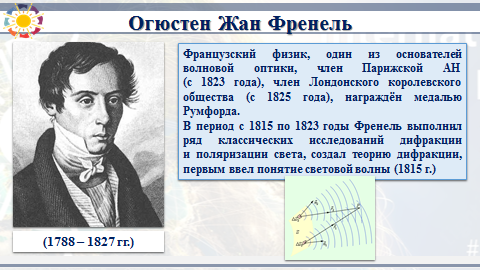 Огюстен Жан Френель
Французский физик, один из основателей
волновой оптики, член Парижской АН
(с 1823 года), член Лондонского королевского
общества (с 1825 года), награждён медалью
Румфорда.
В период с 1815 по 1823 годы Френель выполнил
ряд классических исследований дифракции
и поляризации света, создал теорию дифракции,
первым ввел понятие световой волны (1815 г.)
(1788 – 1827 гг.)